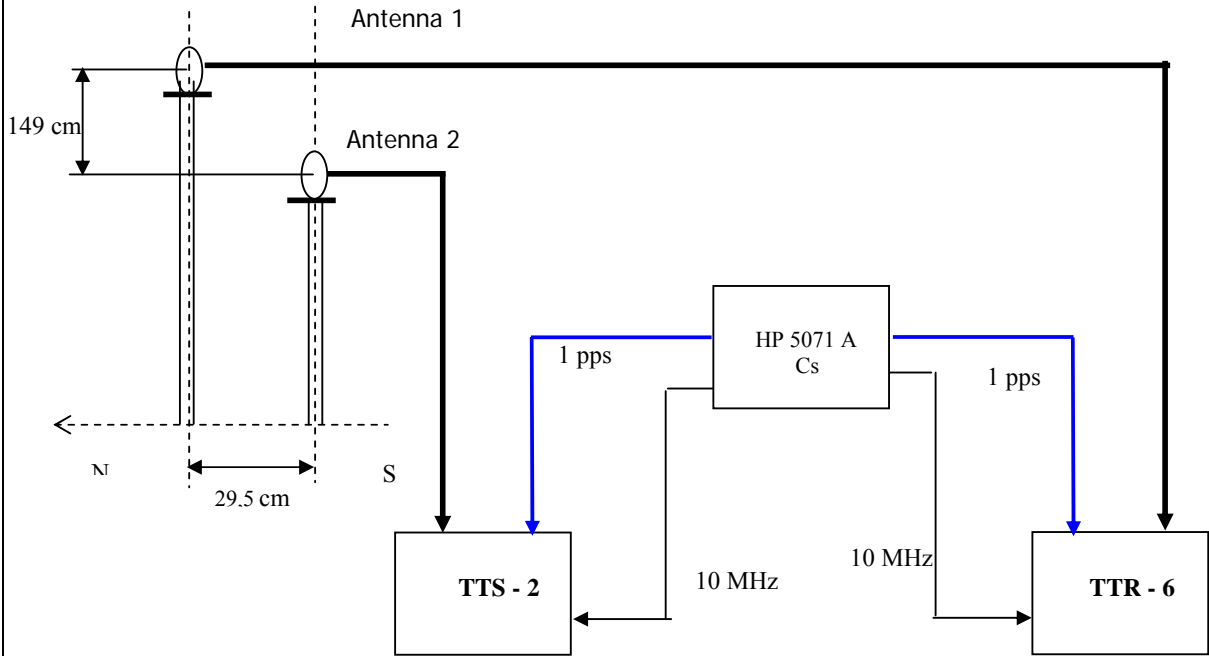 Antenna 1
149 cm
Antenna 2
HP 5071 A
Cs
1 pps
1 pps
N
S
29,5 cm
10 MHz
10 MHz
TTS - 2
TTR - 6